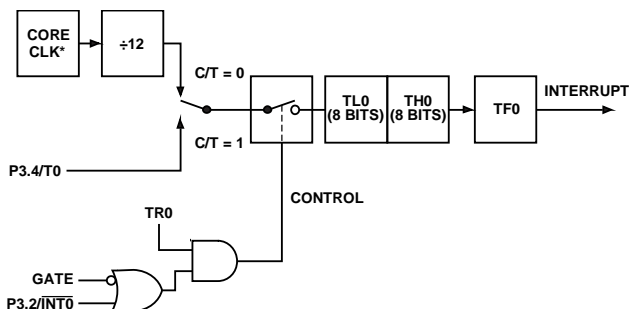 CORE
CLK*
÷12
C/T = 0
INTERRUPT
TL0
(8 BITS)
TH0
(8 BITS)
TF0
C/T = 1
P3.4/T0
CONTROL
TR0
GATE
P3.2/INT0